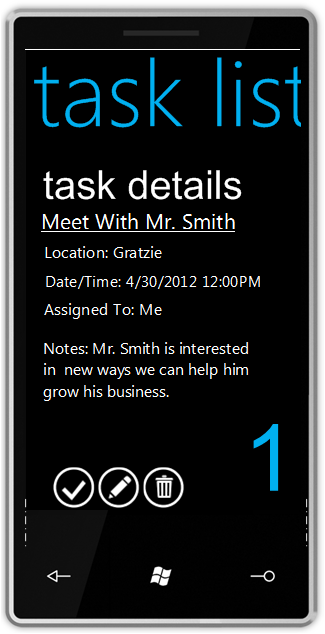 task list
task details
Meet With Mr. Smith
Location: Gratzie
Date/Time: 4/30/2012 12:00PM
Assigned To: Me
Notes: Mr. Smith is interested
in new ways we can help him
grow his business.
1